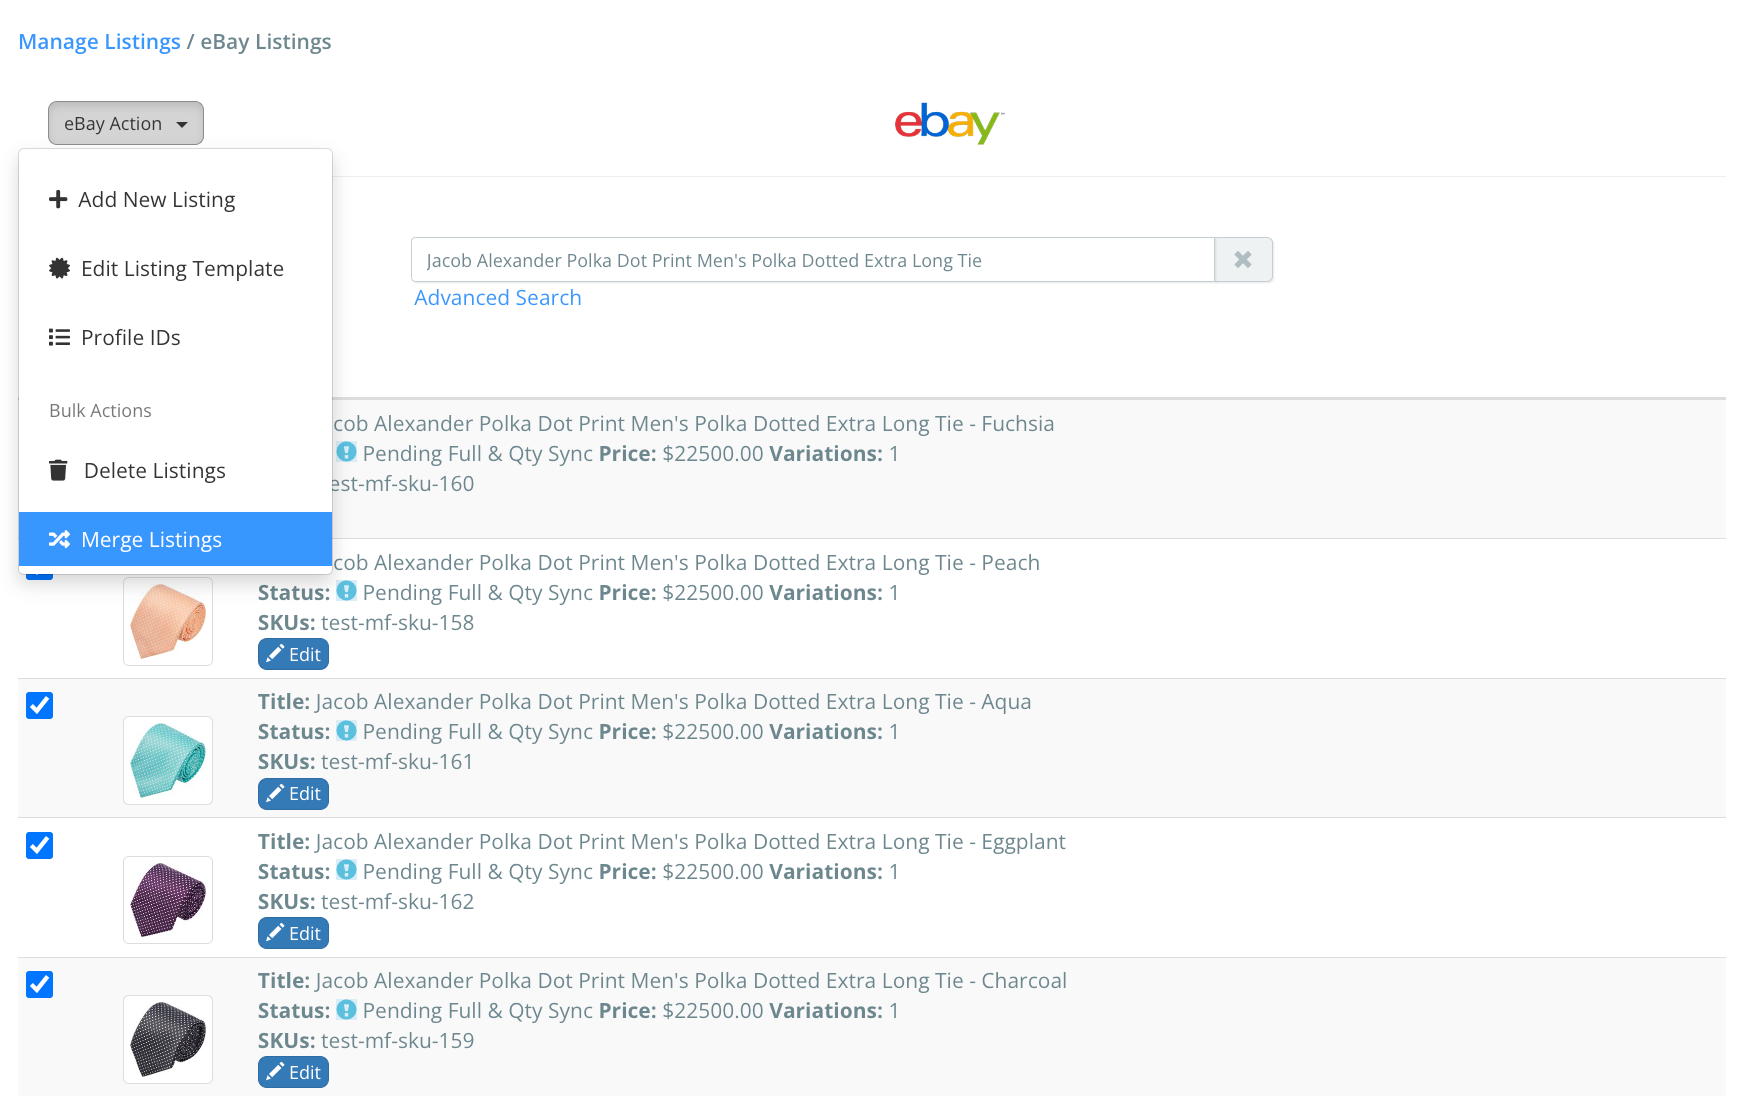 Manage Listings / eBay Listings
eBay Action
ebay™
Add New Listing
Edit Listing Template
Profile IDs
Bulk Actions
Delete Listings
Merge Listings
Jacob Alexander Polka Dot Print Men's Polka Dotted Extra Long Tie
Advanced Search
cob Alexander Polka Dot Print Men's Polka Dotted Extra Long Tie - Fuchsia
Pending Full & Qty Sync Price: $22500.00 Variations: 1
est-mf-sku-160
cob Alexander Polka Dot Print Men's Polka Dotted Extra Long Tie - Peach
Status: Pending Full & Qty Sync Price: $22500.00 Variations: 1
SKUs: test-mf-sku-158
Edit
Title: Jacob Alexander Polka Dot Print Men's Polka Dotted Extra Long Tie - Aqua
Status: Pending Full & Qty Sync Price: $22500.00 Variations: 1
SKUs: test-mf-sku-161
Edit
Title: Jacob Alexander Polka Dot Print Men's Polka Dotted Extra Long Tie - Eggplant
Status: Pending Full & Qty Sync Price: $22500.00 Variations: 1
SKUs: test-mf-sku-162
Edit
Title: Jacob Alexander Polka Dot Print Men's Polka Dotted Extra Long Tie - Charcoal
Status: Pending Full & Qty Sync Price: $22500.00 Variations: 1
SKUs: test-mf-sku-159
Edit